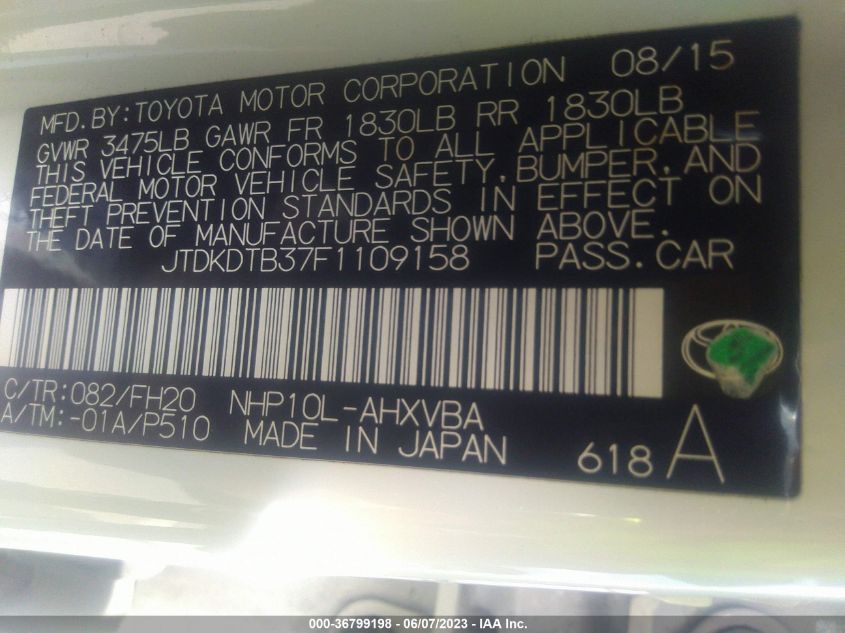 MFD. BY: TOYOTA MOTOR CORPORATION 08/15
GVWR 3475LB GAWR FR 1830LB RR 1830LB
THIS VEHICLE CONFORMS TO ALL APPLICABLE
FEDERAL MOTOR VEHICLE SAFETY, BUMPER, AND
THEFT PREVENTION STANDARDS IN EFFECT ON
THE DATE OF MANUFACTURE SHOWN ABOVE.
JTDKDTB37F1109158 PASS. CAR
C/TR: 082/FH20 NHP10L-AHXVBA
A/TM: -01A/P510 MADE IN JAPAN 618 A
000-36799198 - 06/07/2023 - IAA Inc.